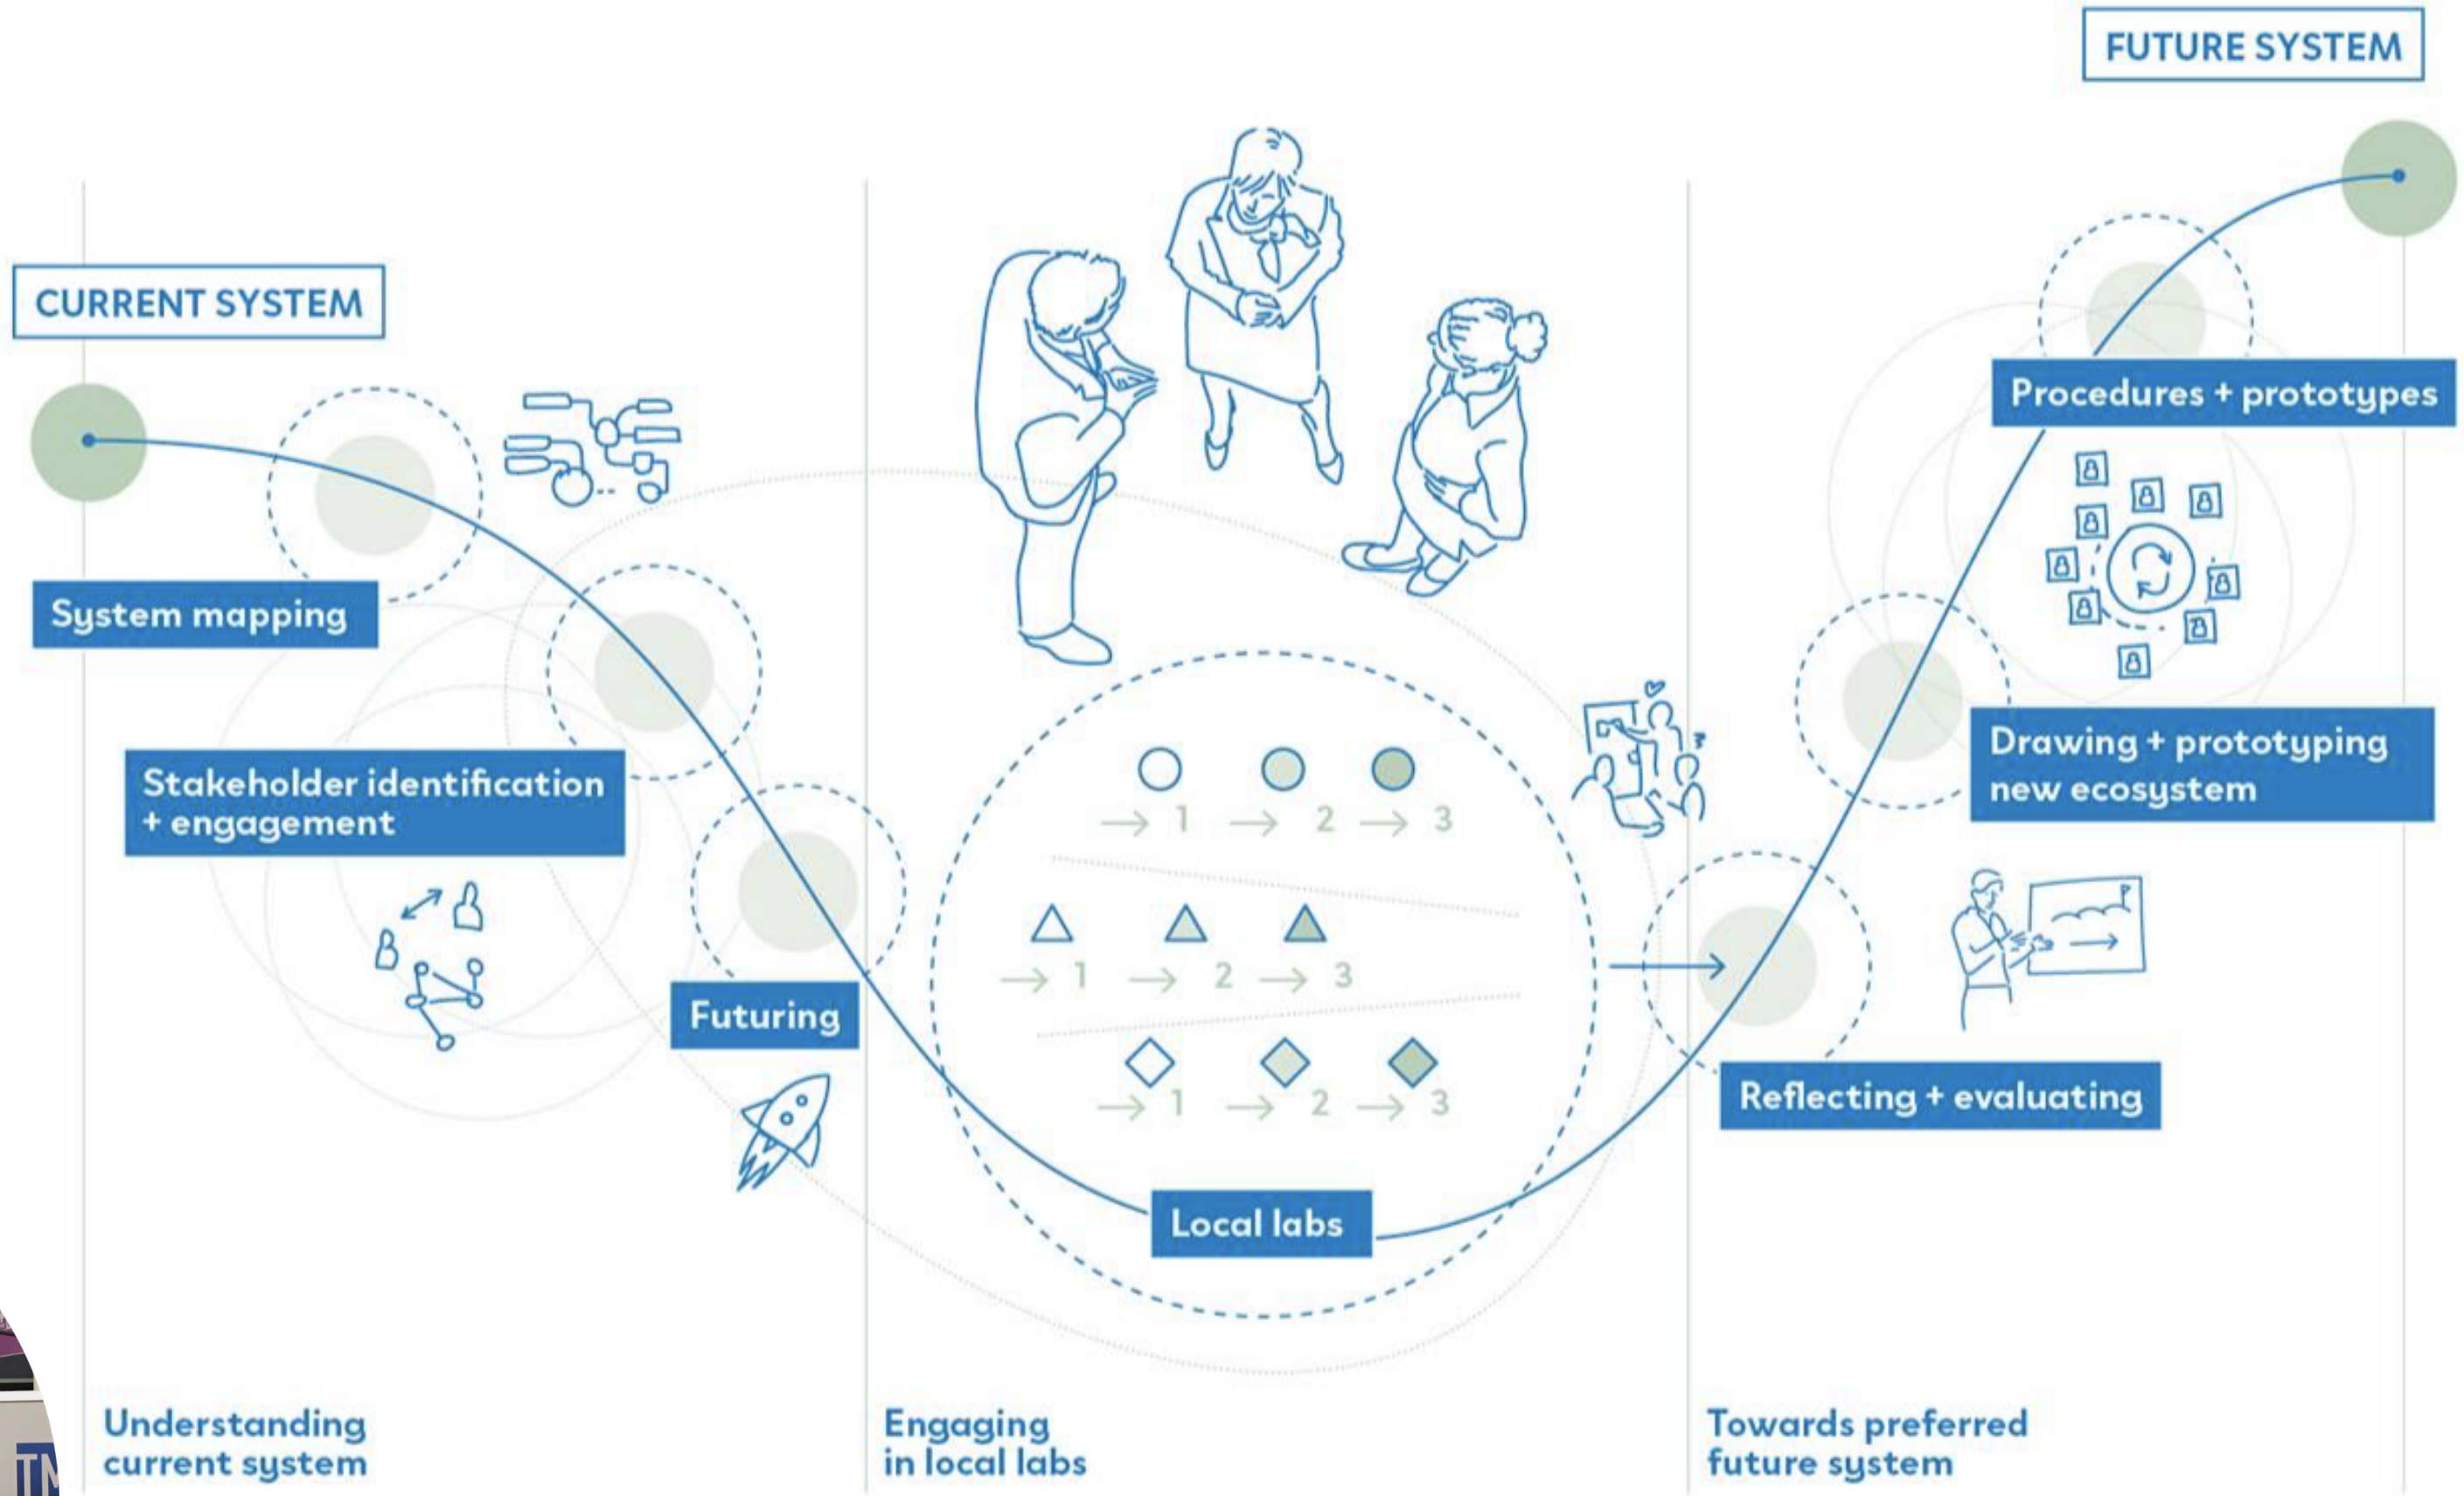 FUTURE SYSTEM
CURRENT SYSTEM
Procedures + prototypes
System mapping
Drawing + prototyping
new ecosystem
Stakeholder identification
+ engagement
→ 1 → 2 → 3
→ 1 → 2 → 3
Futuring
→ 1 → 2 → 3
Reflecting + evaluating
Local labs
Understanding
current system
Engaging
in local labs
Towards preferred
future system